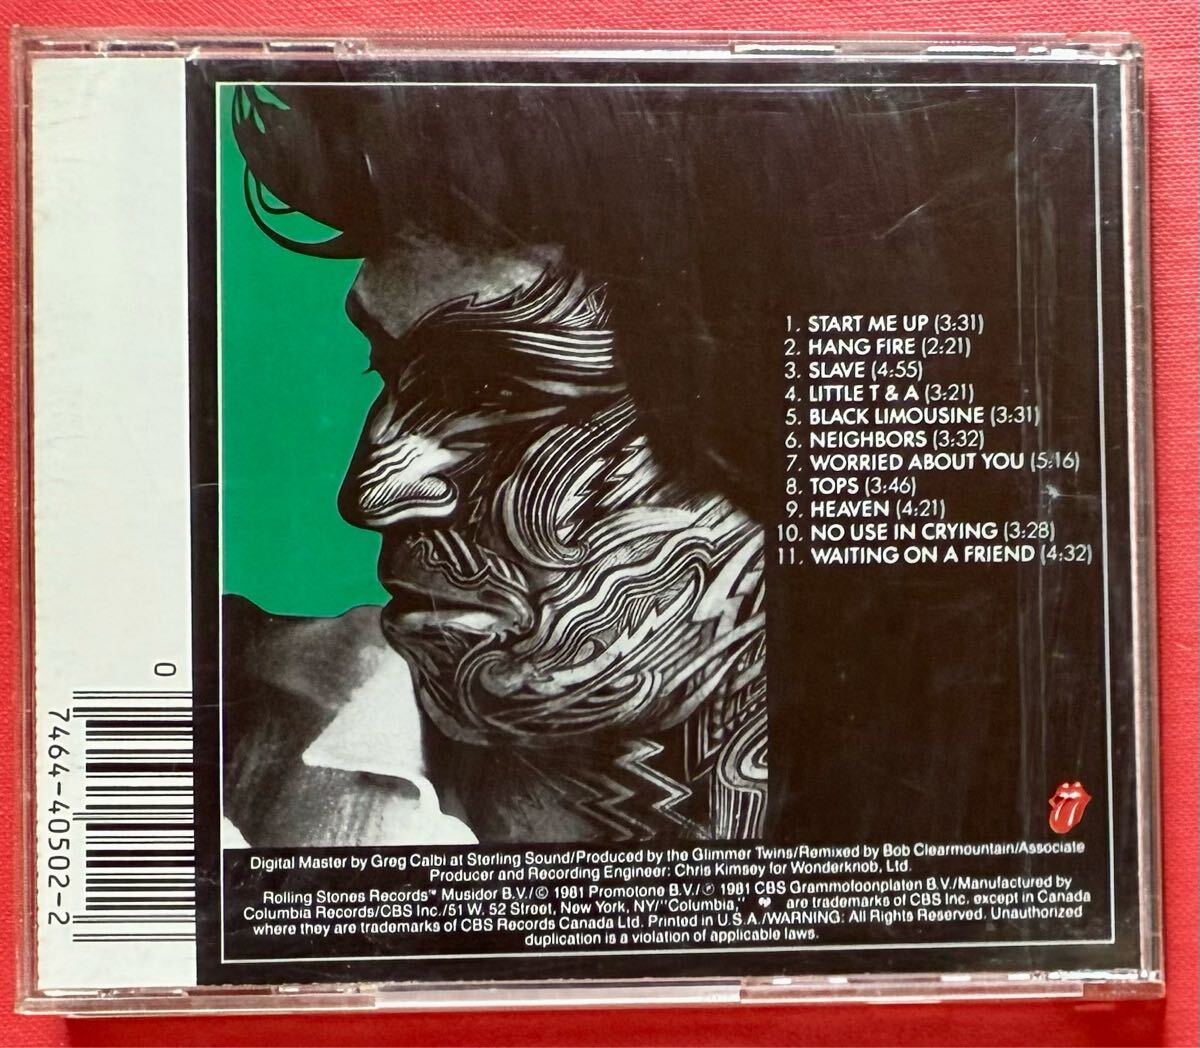 1. START ME UP (3:31)
2. HANG FIRE (2:21)
3. SLAVE (4:55)
4. LITTLE T & A (3:21)
5. BLACK LIMOUSINE (3:31)
6. NEIGHBORS (3:32)
7. WORRIED ABOUT YOU (5:16)
8. TOPS (3:46)
9. HEAVEN (4:21)
10. NO USE IN CRYING (3:28)
11. WAITING ON A FRIEND (4:32)
0
7464-40502-2
Digital Master by Greg Calbi at Sterling Sound/Produced by the Glimmer Twins/Remixed by Bob Clearmountain/Associate
Producer and Recording Engineer: Chris Kimsey for Wonderknob, Ltd.
Rolling Stones Records™ Musidor B.V./© 1981 Promotone B.V./℗ 1981 CBS Grammofoonplaten B.V./Manufactured by
Columbia Records/CBS Inc./51 W. 52 Street, New York, NY/"Columbia," are trademarks of CBS Inc. except in Canada
where they are trademarks of CBS Records Canada Ltd. Printed in U.S.A./WARNING: All Rights Reserved. Unauthorized
duplication is a violation of applicable laws.